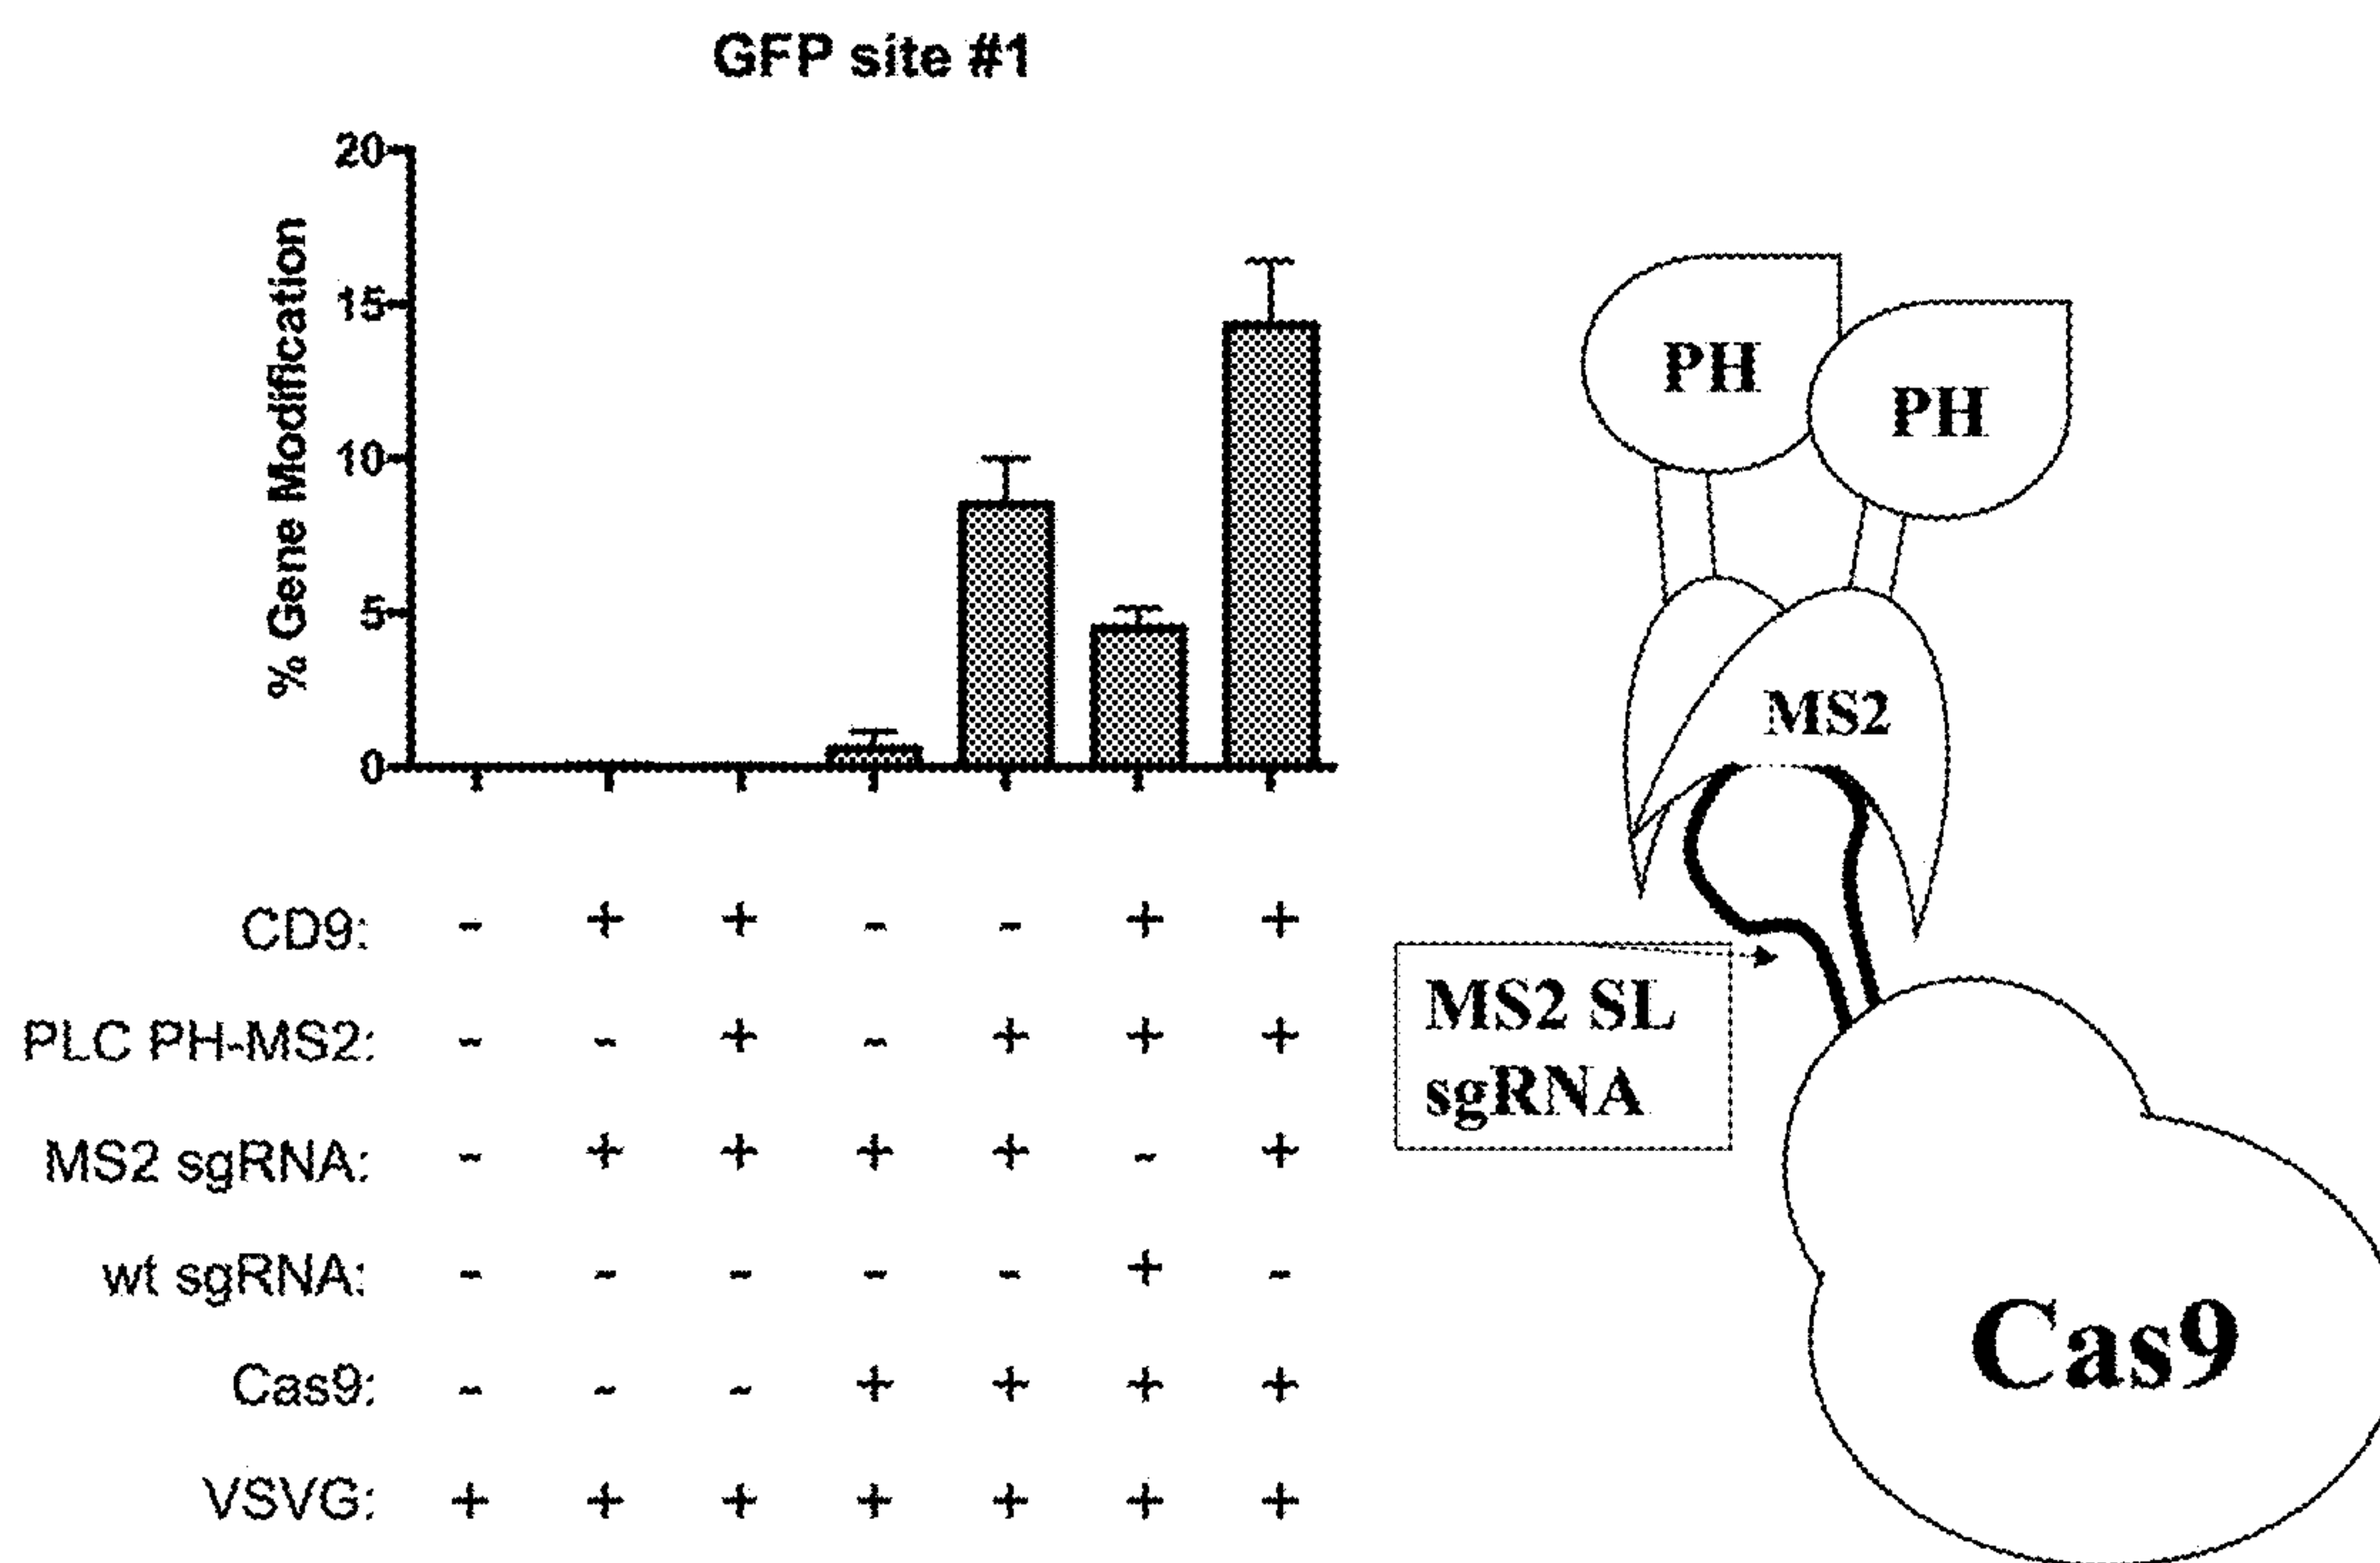 GFP site #1
% Gene Modification
20
15
10
5
0
CD9: - + + - - + +
PLC PH-MS2: - - + - + + +
MS2 sgRNA: - + + + + - +
wt sgRNA: - - - - - + -
Cas9: - - - + + + +
VSVG: + + + + + + +
PH
PH
MS2
MS2 SL
sgRNA
Cas9